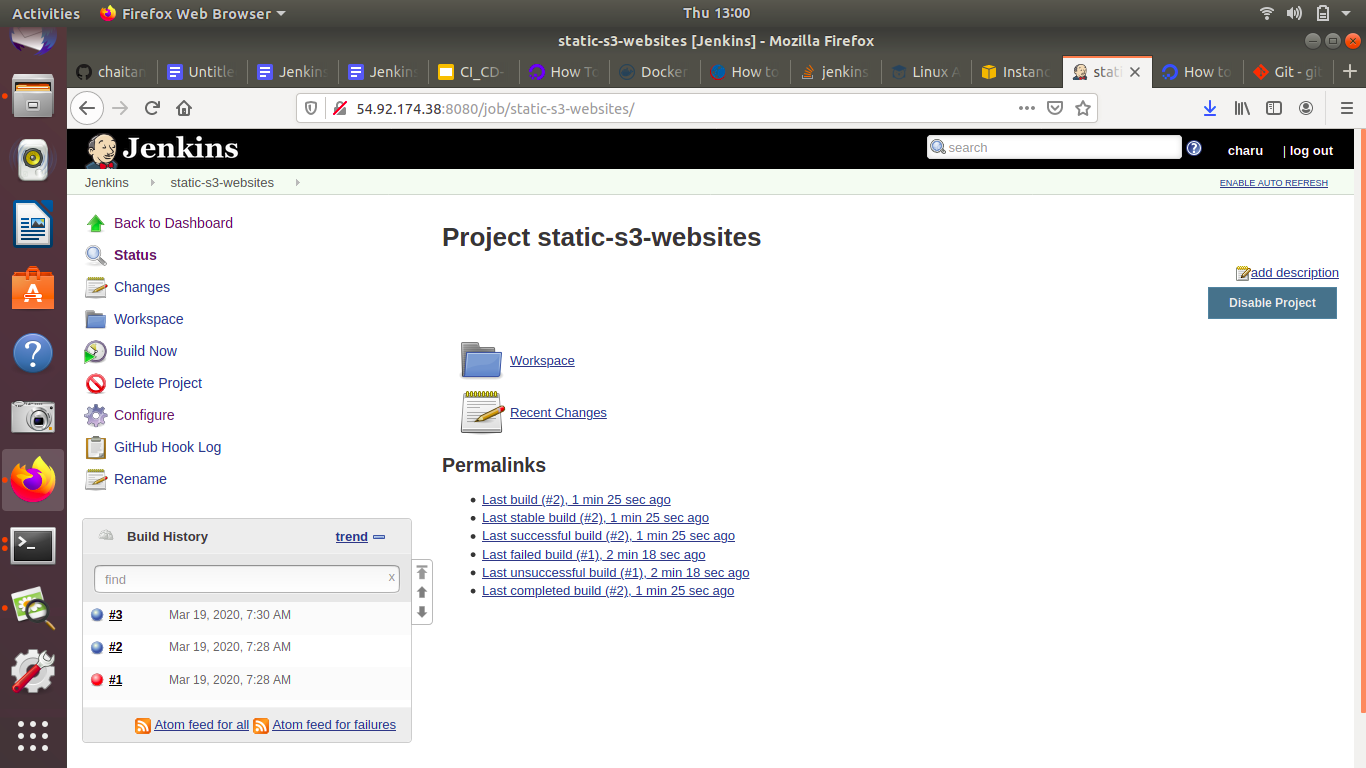 Activities Firefox Web Browser Thu 13:00
static-s3-websites [Jenkins] - Mozilla Firefox
chaitan Untitle Jenkins Jenkins CI_CD- How To Docker How to jenkins Linux A Instanc stati How to Git - git
54.92.174.38:8080/job/static-s3-websites/
Jenkins search charu | log out
Jenkins static-s3-websites ENABLE AUTO REFRESH
Back to Dashboard
Status
Changes
Workspace
Build Now
Delete Project
Configure
GitHub Hook Log
Rename
Build History trend
find x
#3 Mar 19, 2020, 7:30 AM
#2 Mar 19, 2020, 7:28 AM
#1 Mar 19, 2020, 7:28 AM
Atom feed for all Atom feed for failures
Project static-s3-websites
add description
Disable Project
Workspace
Recent Changes
Permalinks
Last build (#2), 1 min 25 sec ago
Last stable build (#2), 1 min 25 sec ago
Last successful build (#2), 1 min 25 sec ago
Last failed build (#1), 2 min 18 sec ago
Last unsuccessful build (#1), 2 min 18 sec ago
Last completed build (#2), 1 min 25 sec ago